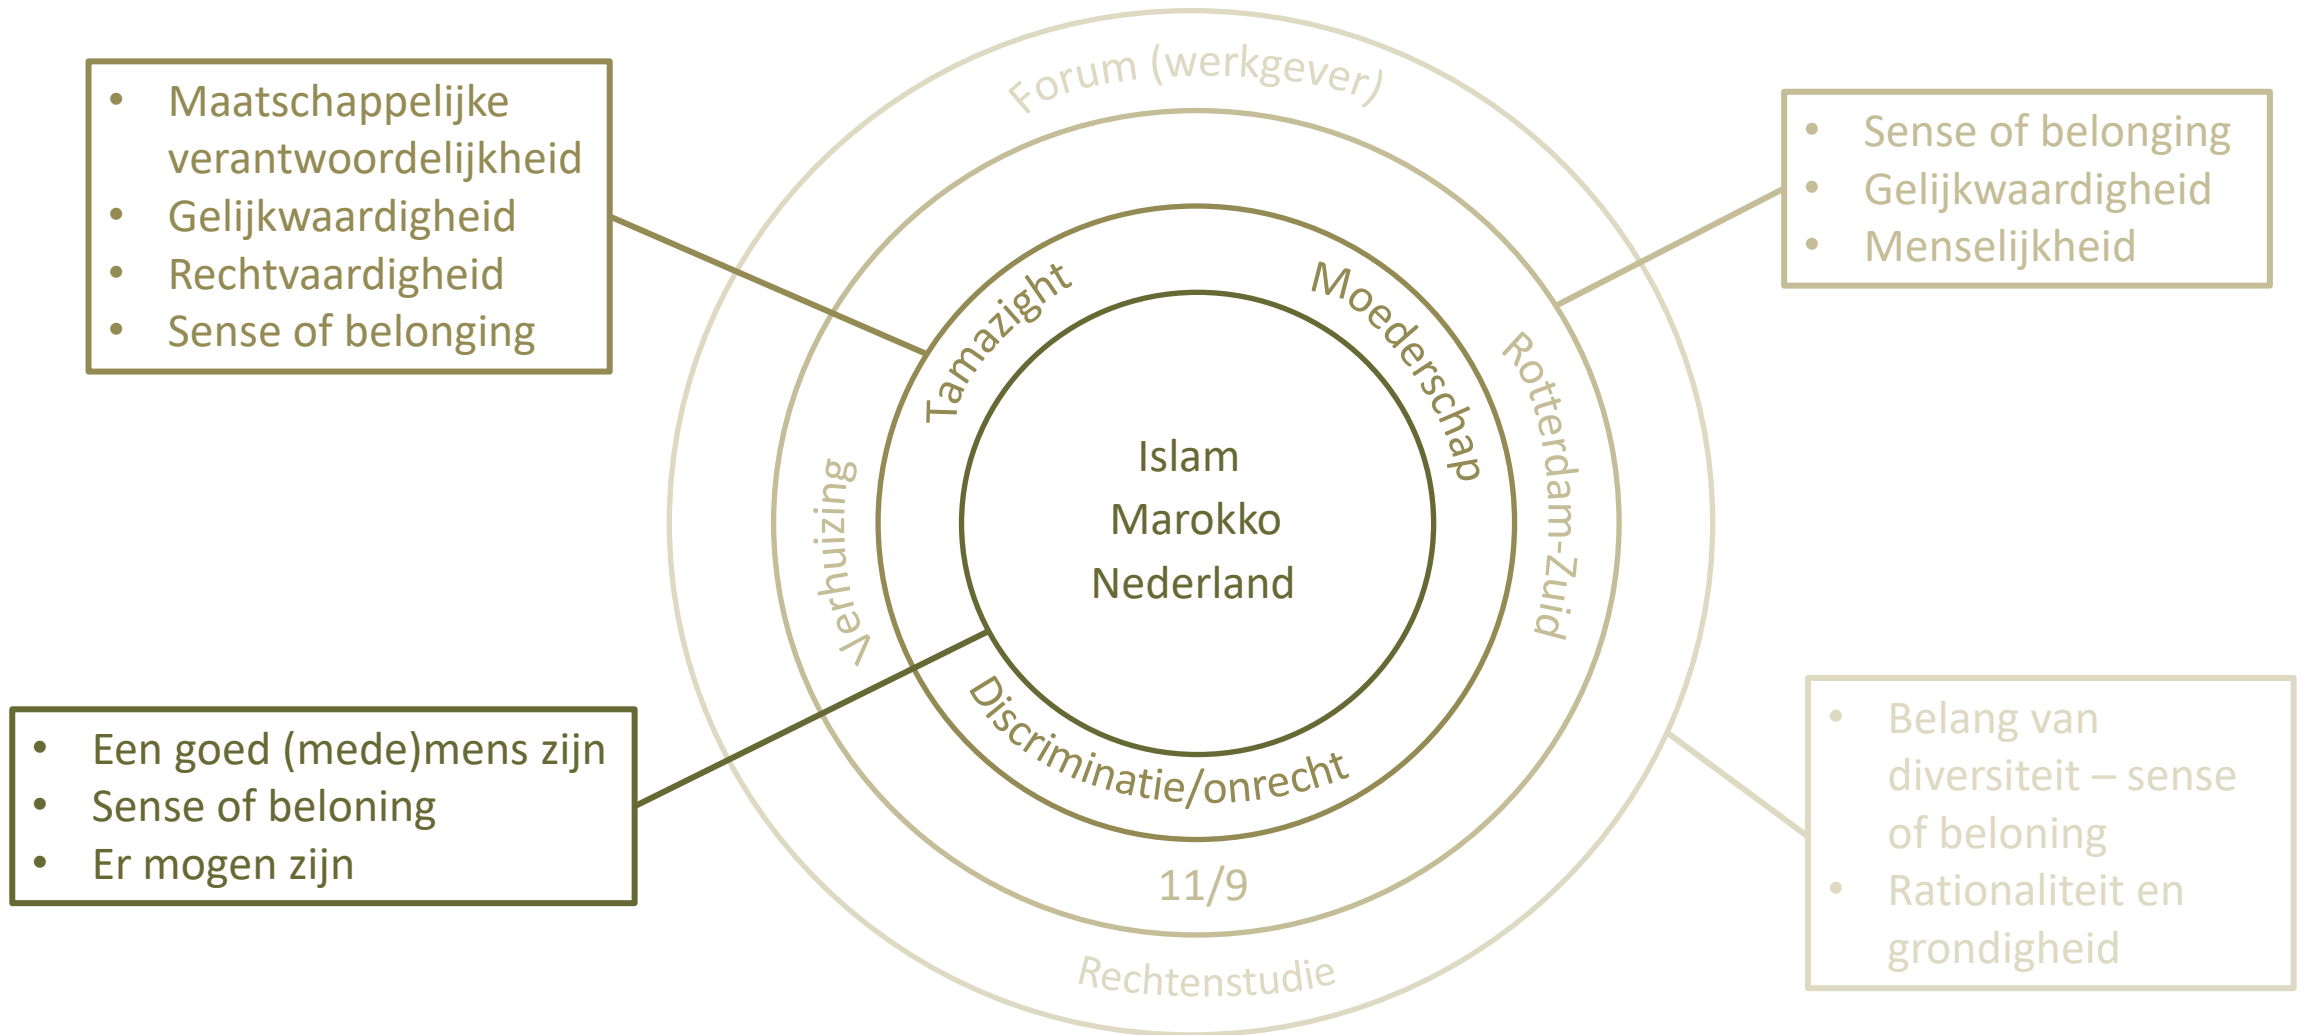 Forum (werkgever)
• Maatschappelijke
verantwoordelijkheid
• Gelijkwaardigheid
• Rechtvaardigheid
• Sense of belonging
• Sense of belonging
• Gelijkwaardigheid
• Menselijkheid
Tamazight
Moederschap
Rotterdam-Zuid
Verhuizing
Islam
Marokko
Nederland
Discriminatie/onrecht
11/9
Rechtenstudie
• Een goed (mede)mens zijn
• Sense of beloning
• Er mogen zijn
• Belang van
diversiteit – sense
of beloning
• Rationaliteit en
grondigheid